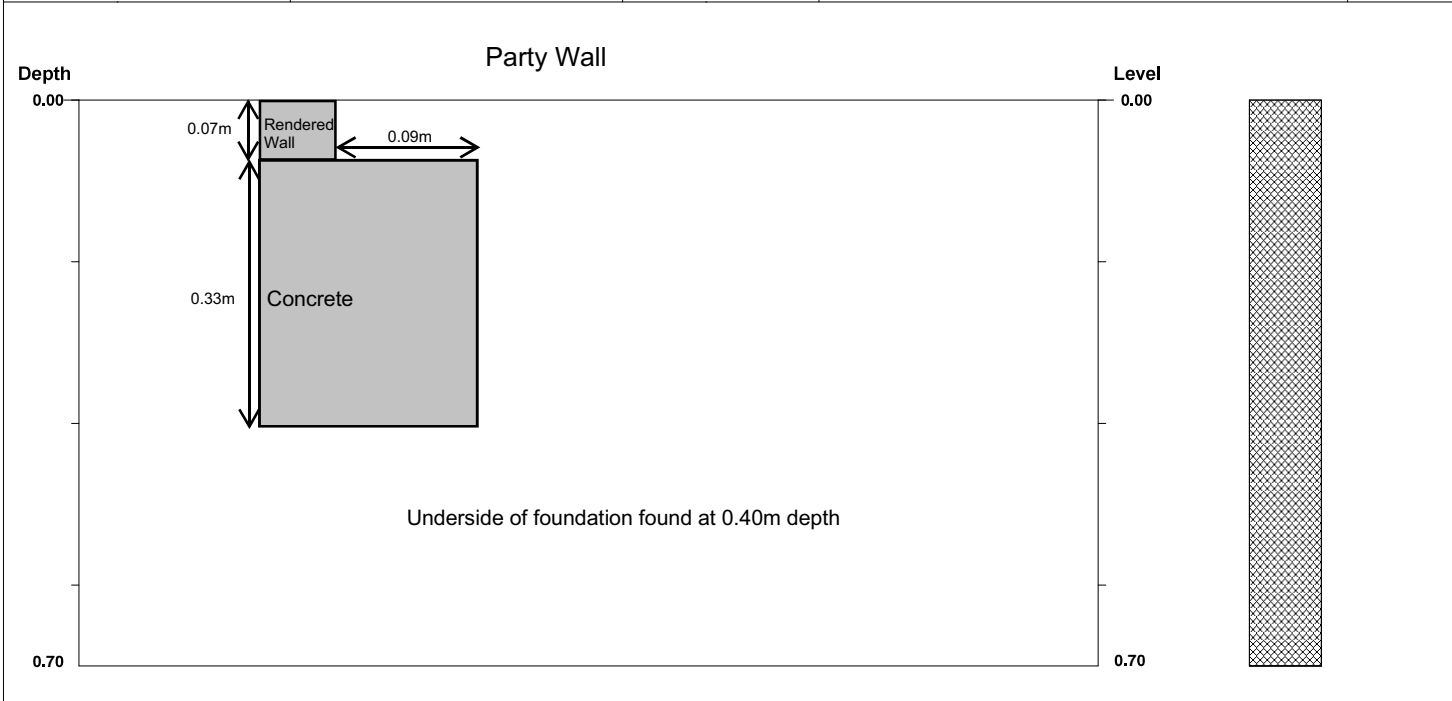 Party Wall
Depth
Level
0.00
0.00
0.07m
Rendered
Wall
0.09m
0.33m
Concrete
Underside of foundation found at 0.40m depth
0.70
0.70